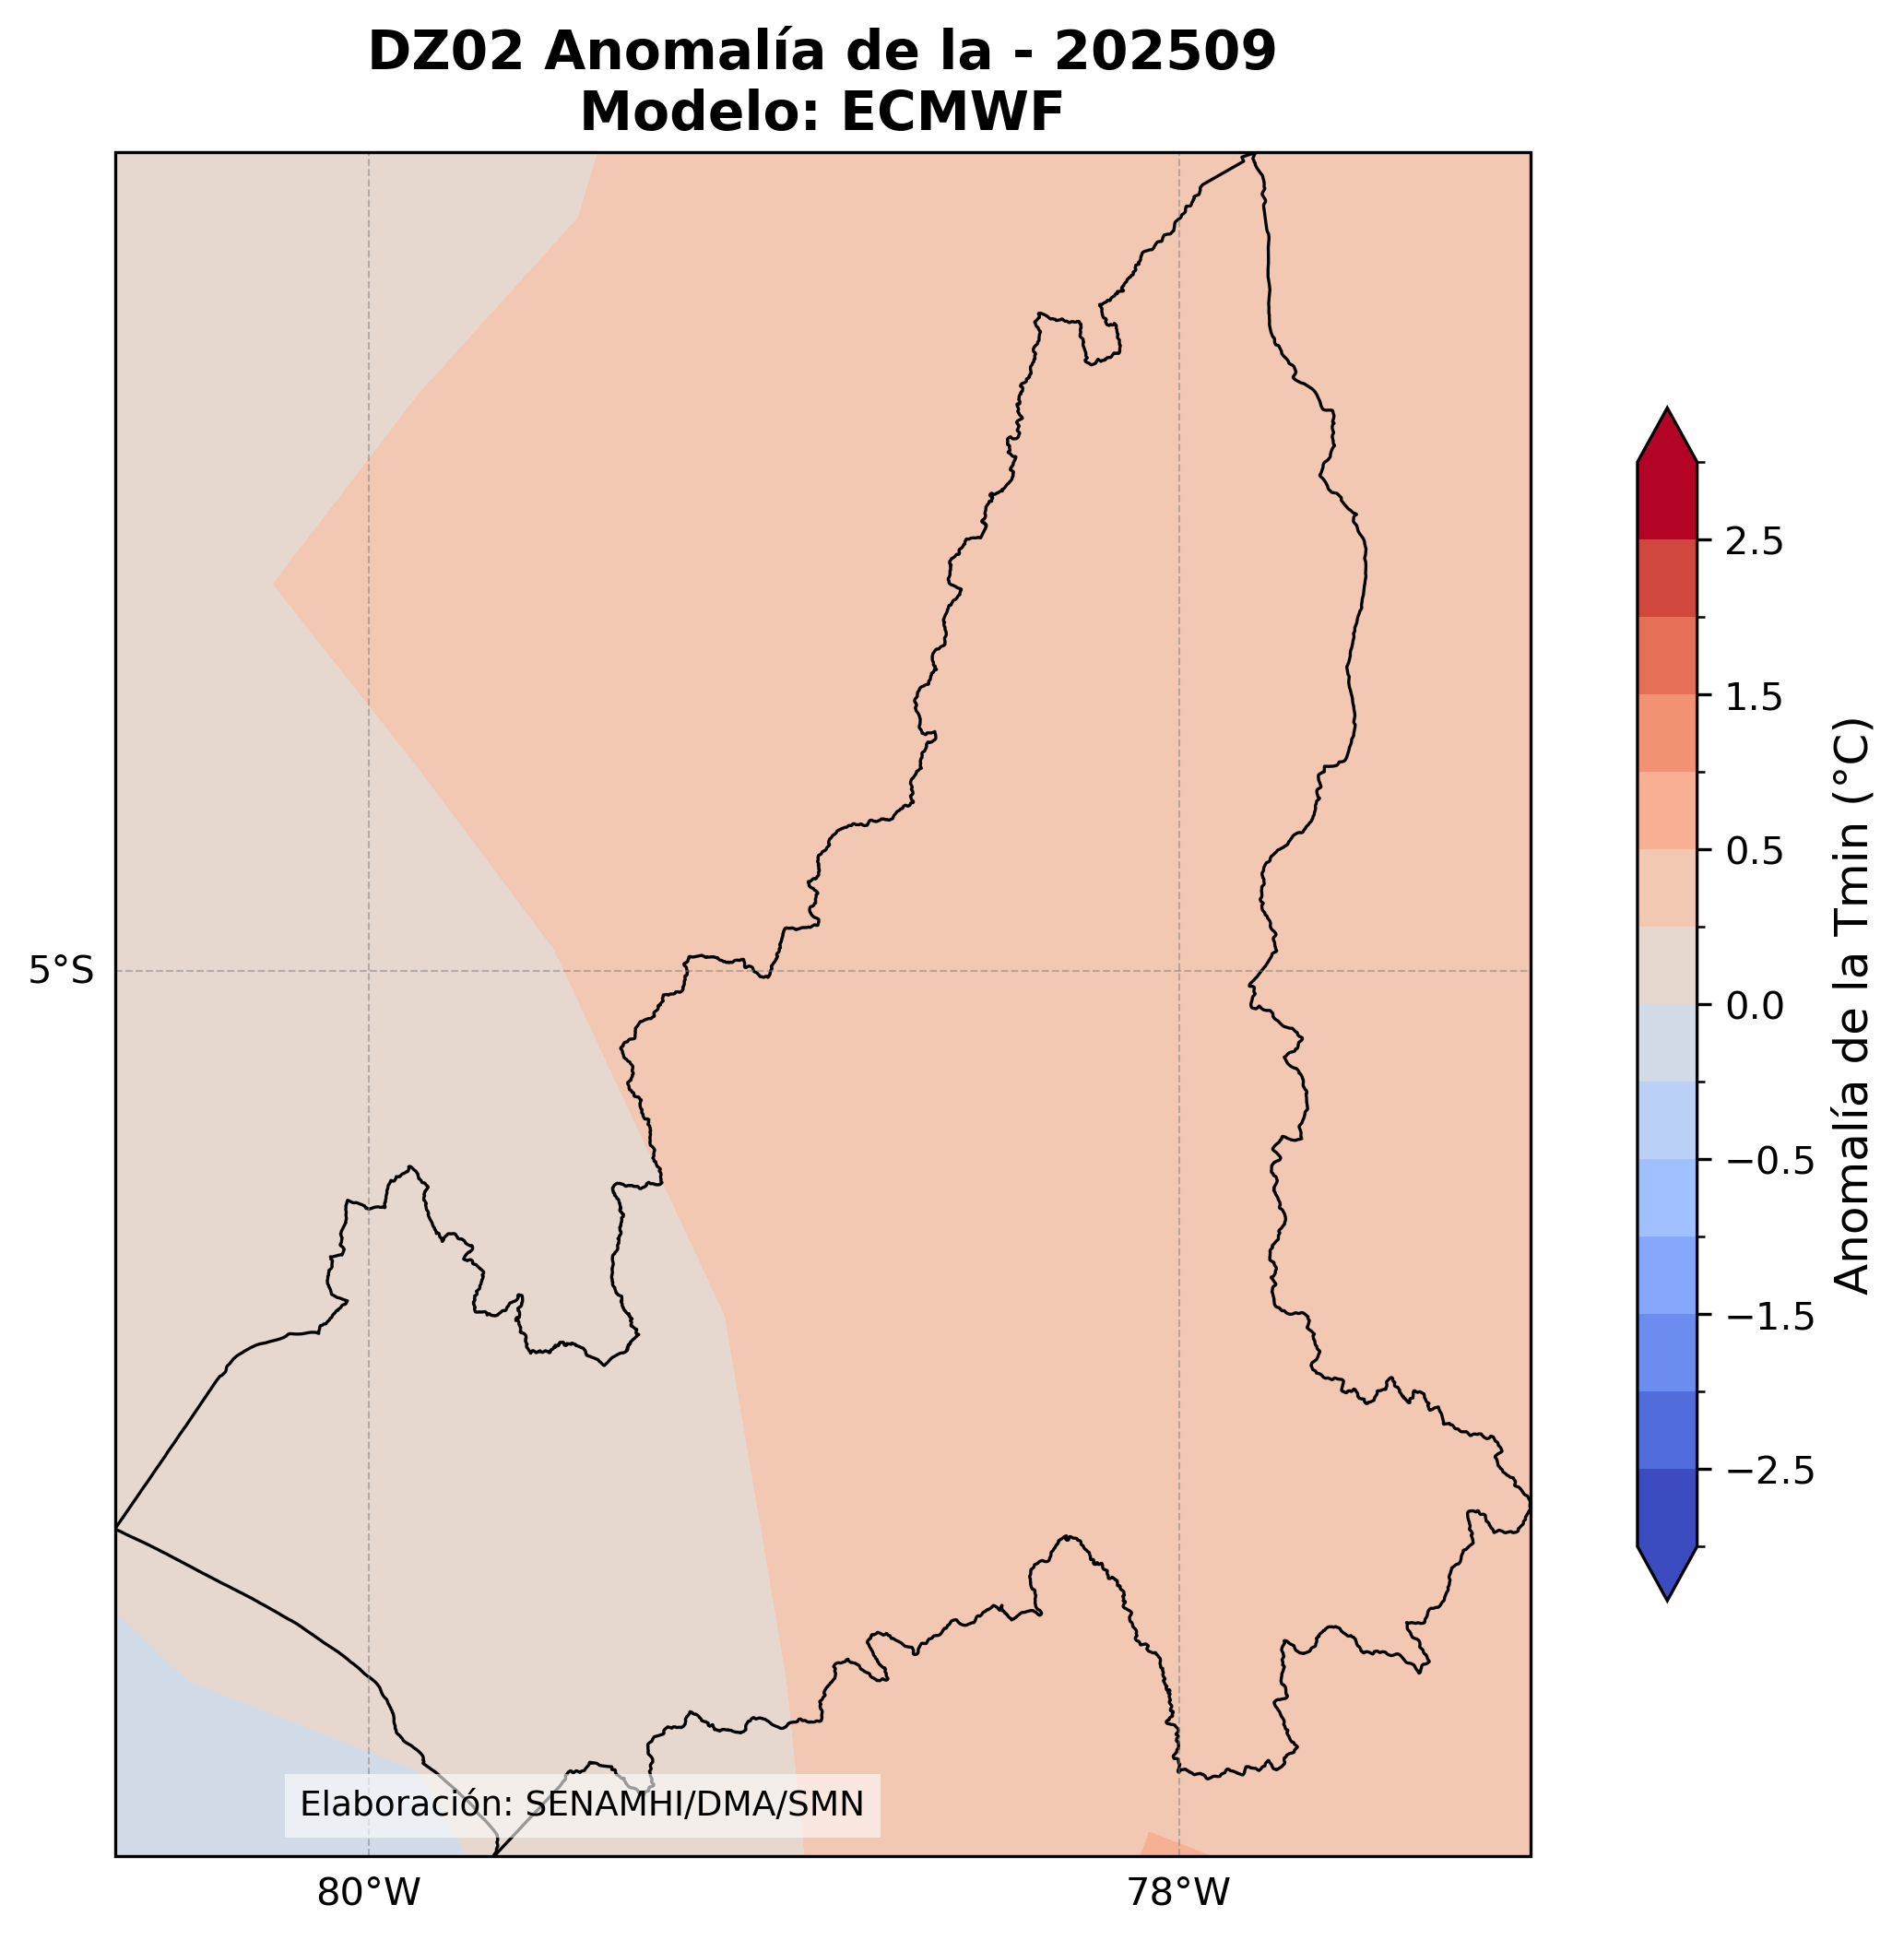 DZ02 Anomalía de la - 202509
Modelo: ECMWF
5°S
80°W
78°W
Elaboración: SENAMHI/DMA/SMN
2.5
1.5
0.5
0.0
−0.5
−1.5
−2.5
Anomalía de la Tmin (°C)